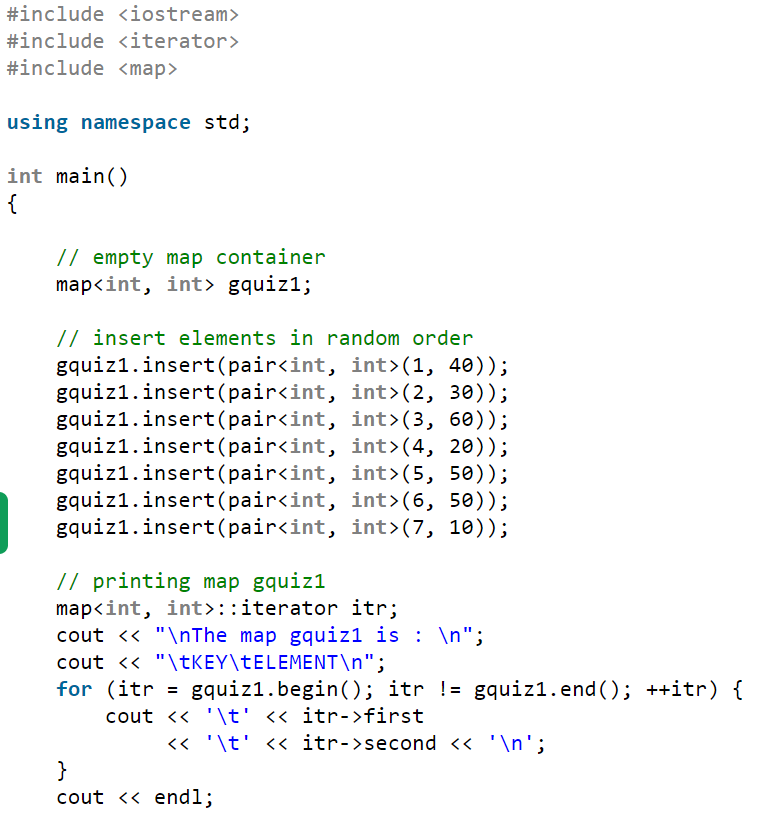 #include <iostream>
#include <iterator>
#include <map>
using namespace std;
int main()
{
// empty map container
map<int, int> gquiz1;
// insert elements in random order
gquiz1.insert(pair<int, int>(1, 40));
gquiz1.insert(pair<int, int>(2, 30));
gquiz1.insert(pair<int, int>(3, 60));
gquiz1.insert(pair<int, int>(4, 20));
gquiz1.insert(pair<int, int>(5, 50));
gquiz1.insert(pair<int, int>(6, 50));
gquiz1.insert(pair<int, int>(7, 10));
// printing map gquiz1
map<int, int>::iterator itr;
cout << "\nThe map gquiz1 is : \n";
cout << "\tKEY\tELEMENT\n";
for (itr = gquiz1.begin(); itr != gquiz1.end(); ++itr) {
cout << '\t' << itr->first
<< '\t' << itr->second << '\n';
}
cout << endl;